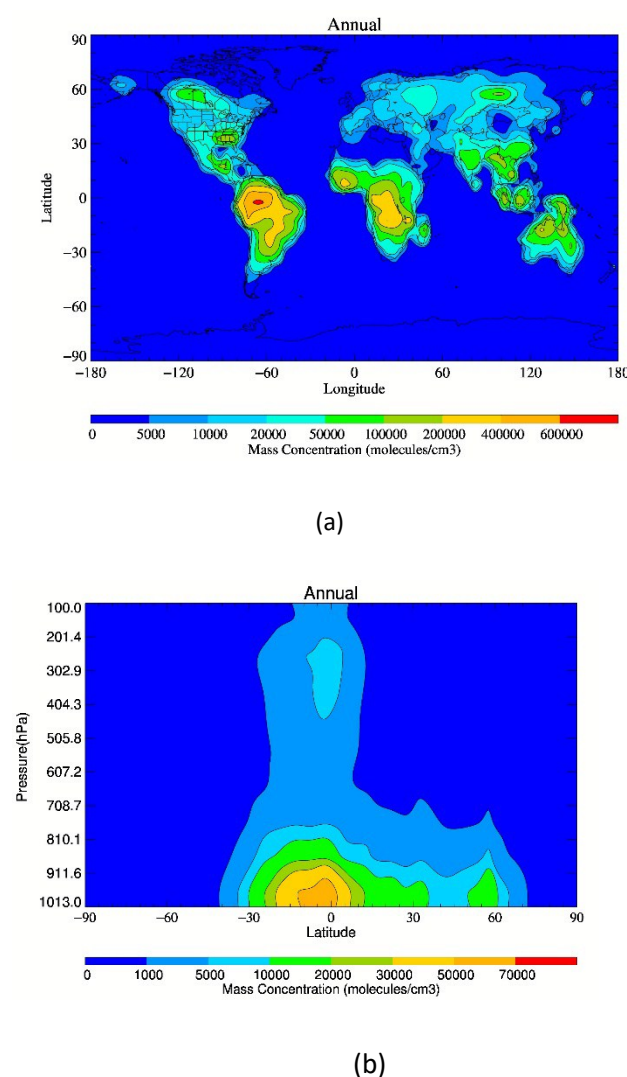 Annual
90
60
30
0
−30
−60
−90
Latitude
−180 −120 −60 0 60 120 180
Longitude
0 5000 10000 20000 50000 100000 200000 400000 600000
Mass Concentration (molecules/cm3)
(a)
Annual
100.0
201.4
302.9
404.3
505.8
607.2
708.7
810.1
911.6
1013.0
Pressure(hPa)
−90 −60 −30 0 30 60 90
Latitude
0 1000 5000 10000 20000 30000 50000 70000
Mass Concentration (molecules/cm3)
(b)